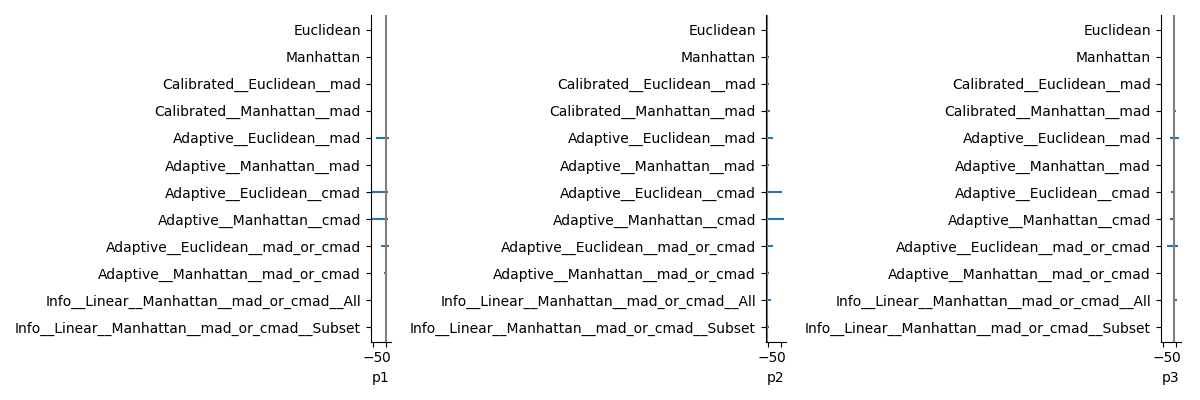 Euclidean
Manhattan
Calibrated__Euclidean__mad
Calibrated__Manhattan__mad
Adaptive__Euclidean__mad
Adaptive__Manhattan__mad
Adaptive__Euclidean__cmad
Adaptive__Manhattan__cmad
Adaptive__Euclidean__mad_or_cmad
Adaptive__Manhattan__mad_or_cmad
Info__Linear__Manhattan__mad_or_cmad__All
Info__Linear__Manhattan__mad_or_cmad__Subset
−50
p1
Euclidean
Manhattan
Calibrated__Euclidean__mad
Calibrated__Manhattan__mad
Adaptive__Euclidean__mad
Adaptive__Manhattan__mad
Adaptive__Euclidean__cmad
Adaptive__Manhattan__cmad
Adaptive__Euclidean__mad_or_cmad
Adaptive__Manhattan__mad_or_cmad
Info__Linear__Manhattan__mad_or_cmad__All
Info__Linear__Manhattan__mad_or_cmad__Subset
−50
p2
Euclidean
Manhattan
Calibrated__Euclidean__mad
Calibrated__Manhattan__mad
Adaptive__Euclidean__mad
Adaptive__Manhattan__mad
Adaptive__Euclidean__cmad
Adaptive__Manhattan__cmad
Adaptive__Euclidean__mad_or_cmad
Adaptive__Manhattan__mad_or_cmad
Info__Linear__Manhattan__mad_or_cmad__All
Info__Linear__Manhattan__mad_or_cmad__Subset
−50
p3